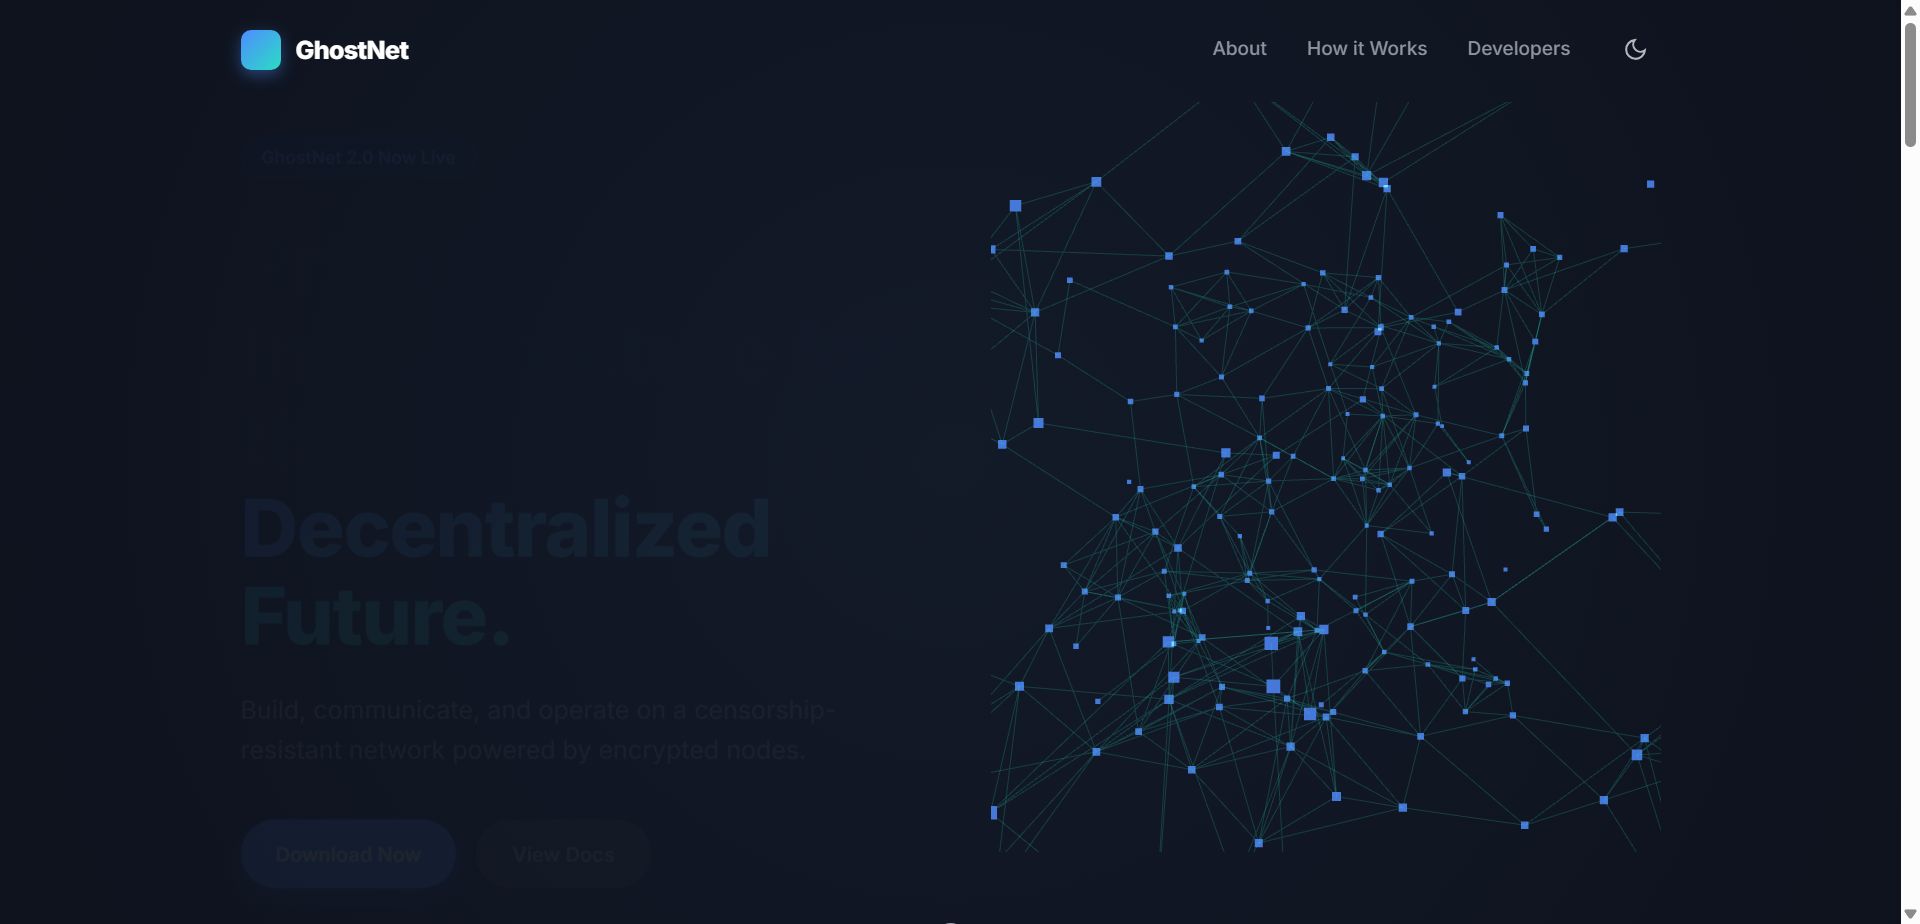 GhostNet
About
How it Works
Developers
GhostNet 2.0 Now Live
Decentralized
Future.
Build, communicate, and operate on a censorship-
resistant network powered by encrypted nodes.
Download Now
View Docs